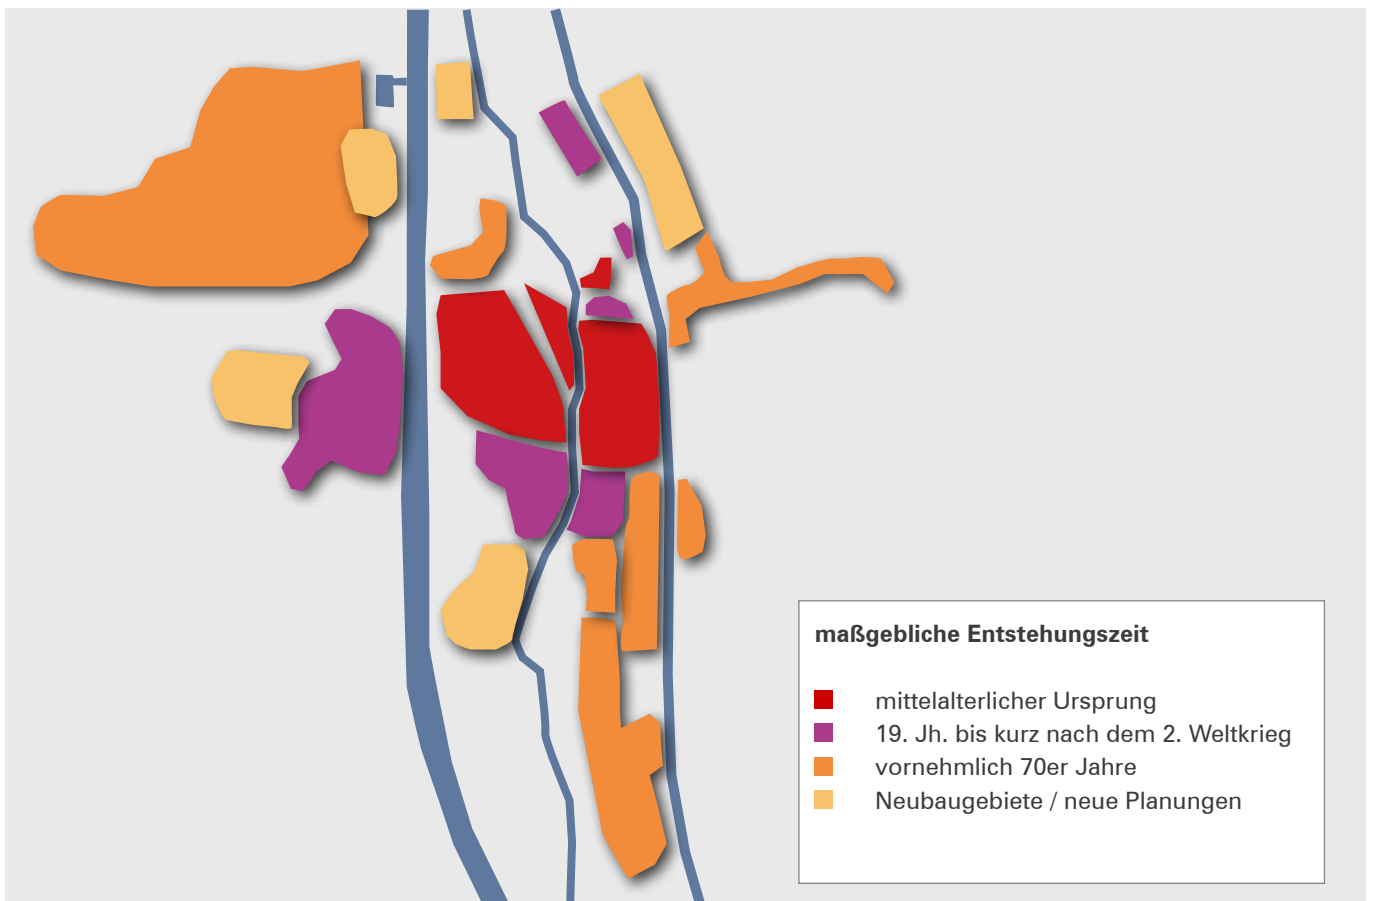 maßgebliche Entstehungszeit
mittelalterlicher Ursprung
19. Jh. bis kurz nach dem 2. Weltkrieg
vornehmlich 70er Jahre
Neubaugebiete / neue Planungen